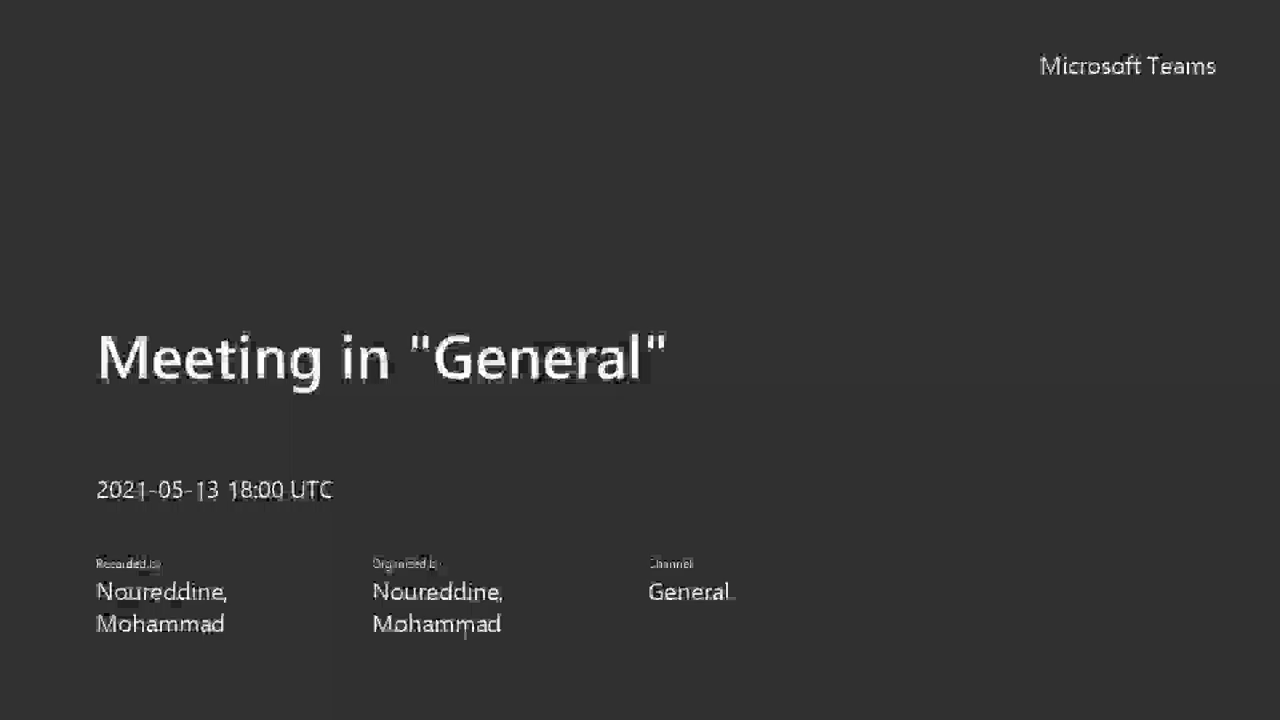 Microsoft Teams
Meeting in "General"
2021-05-13 18:00 UTC
Recorded by Organized by Channel
Noureddine, Noureddine, General
Mohammad Mohammad